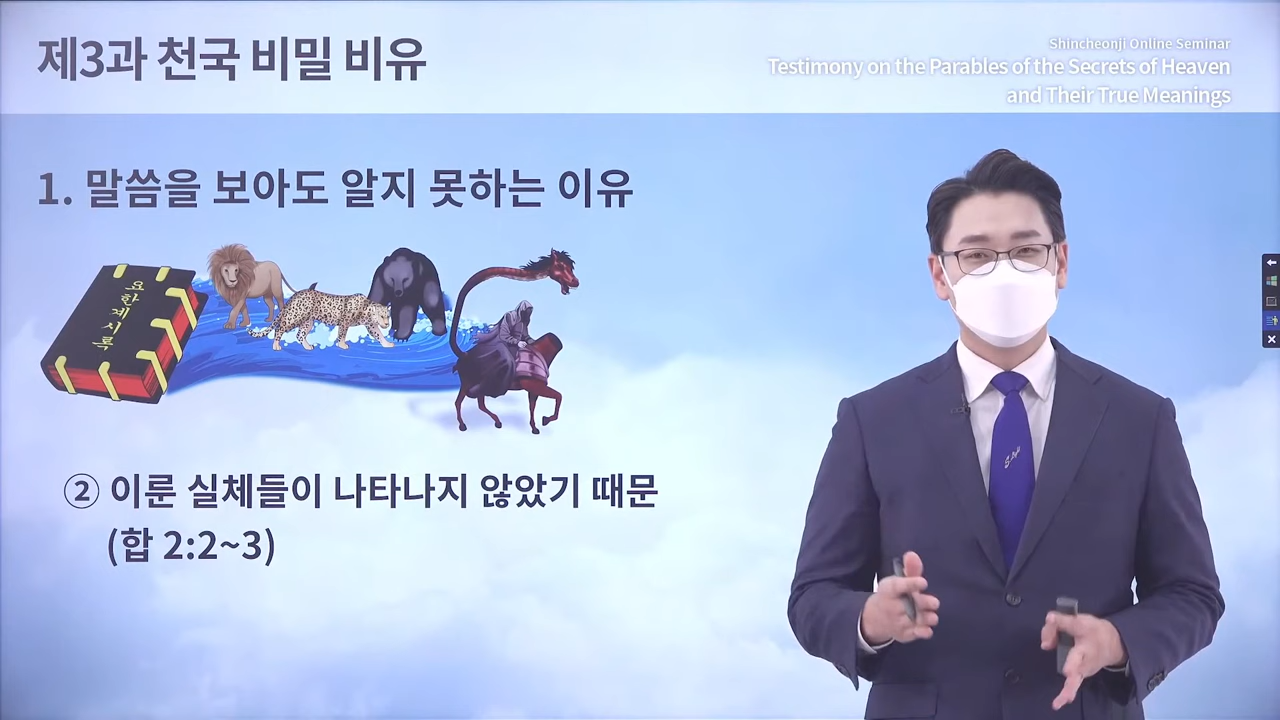 제3과 천국 비밀 비유
Shincheonji Online Seminar
Testimony on the Parables of the Secrets of Heaven
and Their True Meanings
1. 말씀을 보아도 알지 못하는 이유
요한계시록
② 이룬 실체들이 나타나지 않았기 때문
(합 2:2~3)